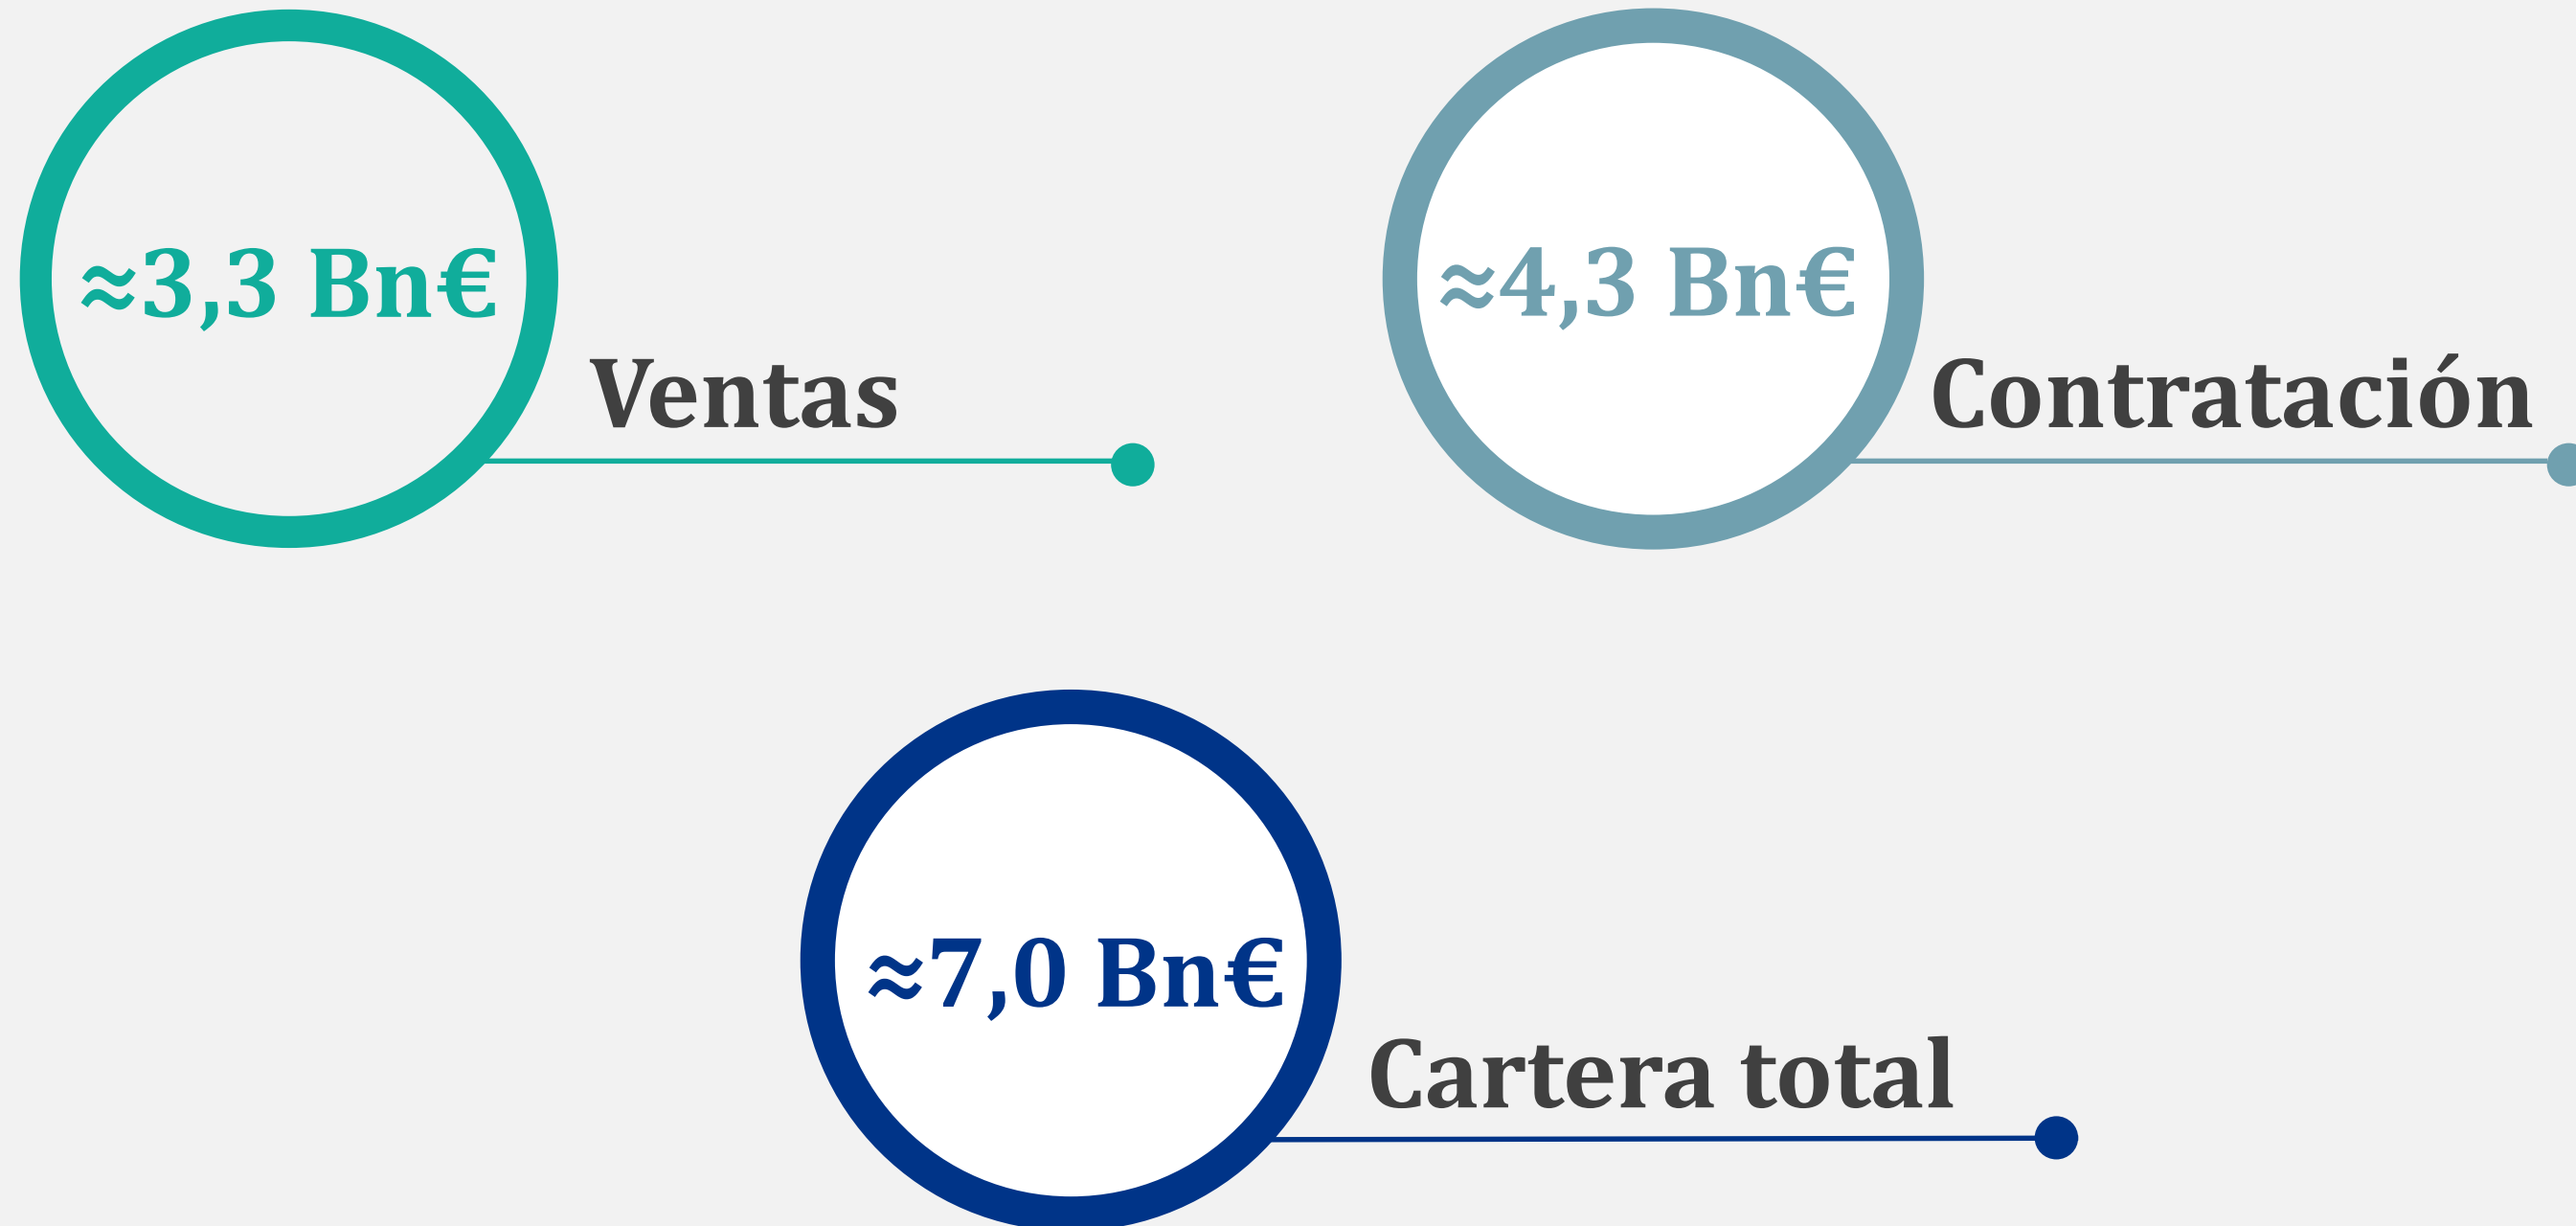 ≈3,3 Bn€
Ventas
≈4,3 Bn€
Contratación
≈7,0 Bn€
Cartera total